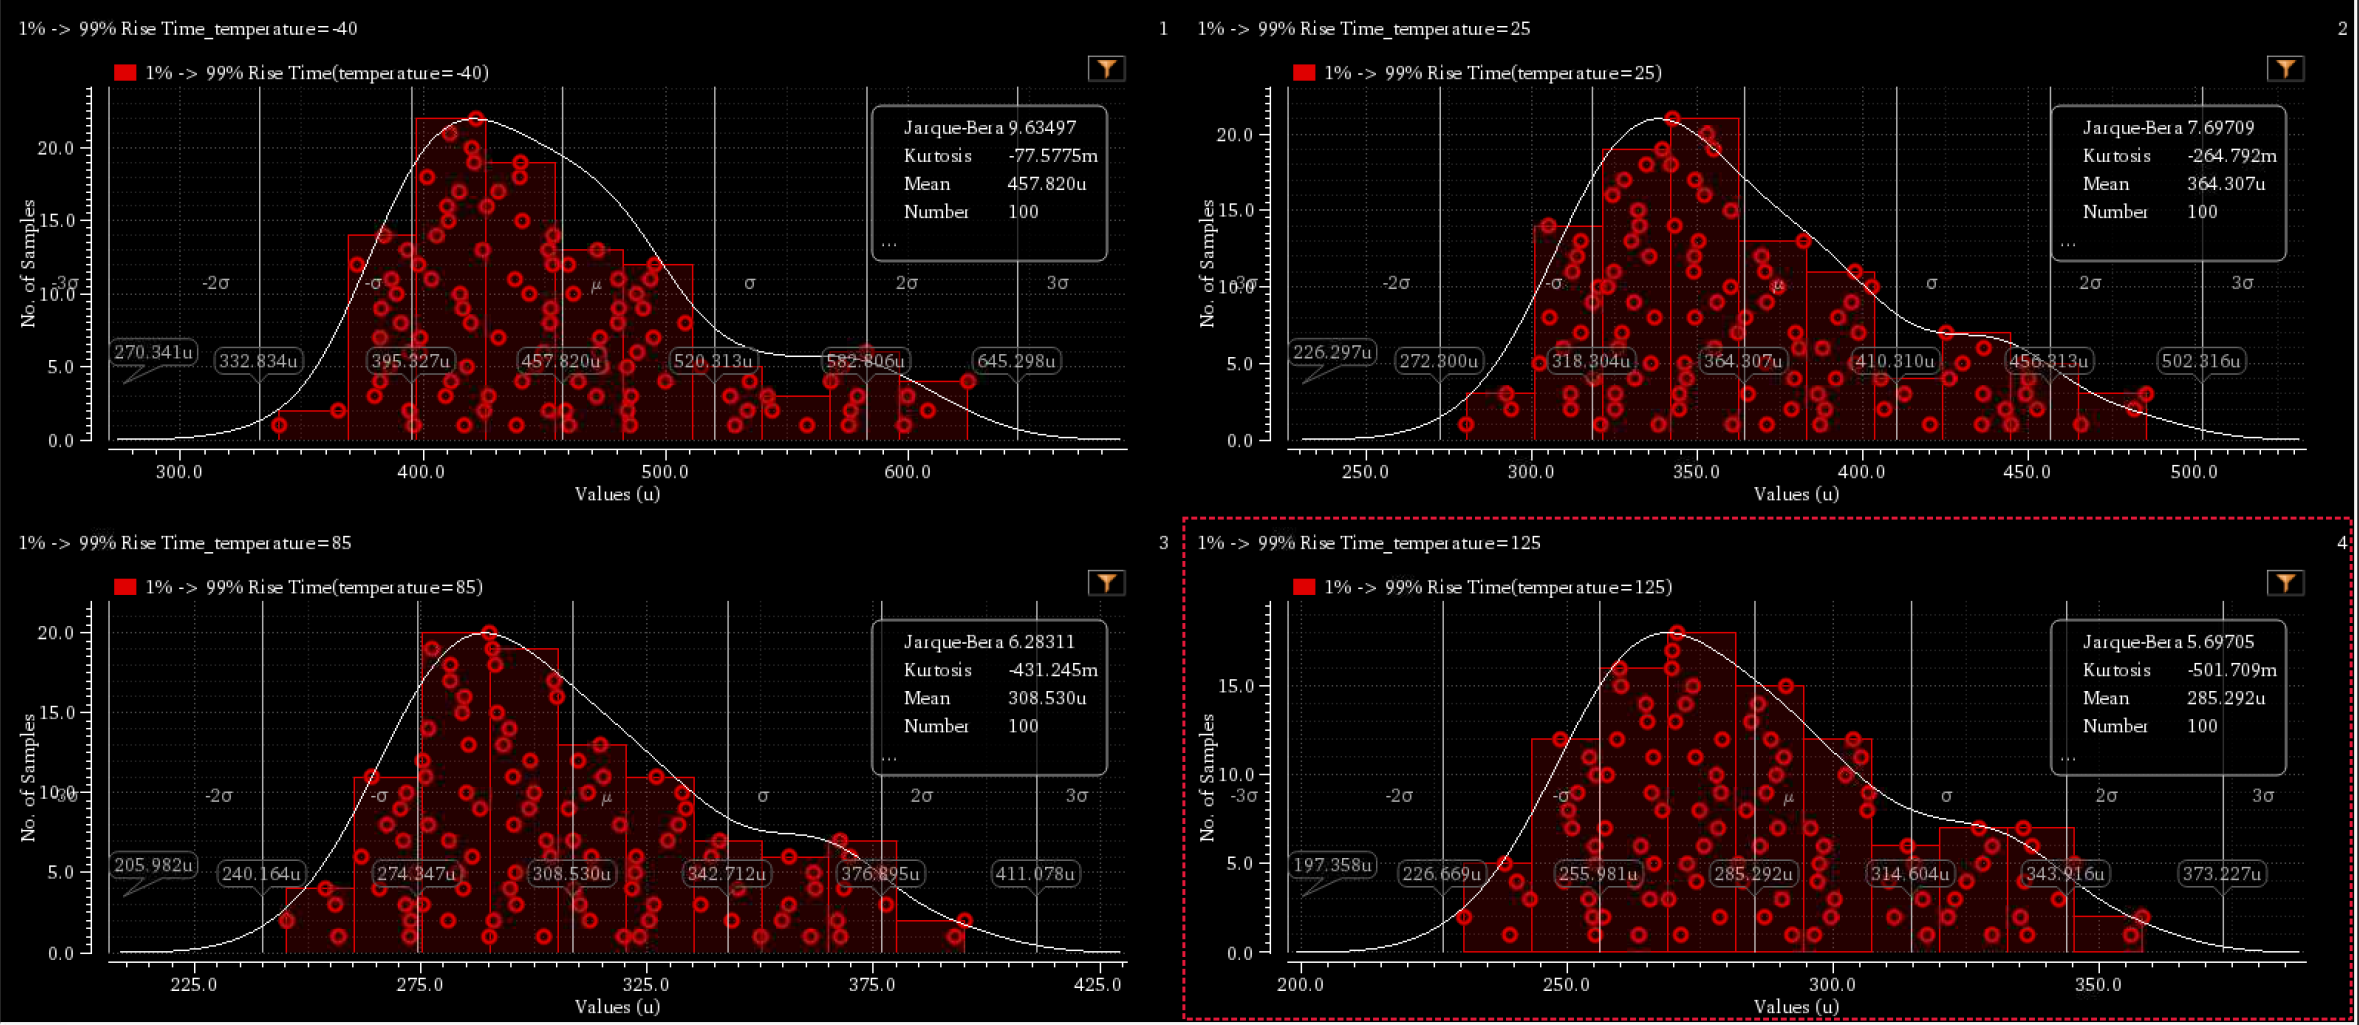 1% -> 99% Rise Time_temperature=-40
1
1% -> 99% Rise Time(temperature=-40)
Jarque-Bera 9.63497
Kurtosis -77.5775m
Mean 457.820u
Number 100
...
No. of Samples
20.0
15.0
10.0
5.0
0.0
-3σ
-2σ
-σ
μ
σ
2σ
3σ
270.341u
332.834u
395.327u
457.820u
520.313u
582.806u
645.298u
300.0
400.0
500.0
600.0
Values (u)
1% -> 99% Rise Time_temperature=25
2
1% -> 99% Rise Time(temperature=25)
Jarque-Bera 7.69709
Kurtosis -264.792m
Mean 364.307u
Number 100
...
No. of Samples
20.0
15.0
10.0
5.0
0.0
-3σ
-2σ
-σ
μ
σ
2σ
3σ
226.297u
272.300u
318.304u
364.307u
410.310u
456.313u
502.316u
250.0
300.0
350.0
400.0
450.0
500.0
Values (u)
1% -> 99% Rise Time_temperature=85
3
1% -> 99% Rise Time(temperature=85)
Jarque-Bera 6.28311
Kurtosis -431.245m
Mean 308.530u
Number 100
...
No. of Samples
20.0
15.0
10.0
5.0
0.0
-3σ
-2σ
-σ
μ
σ
2σ
3σ
205.982u
240.164u
274.347u
308.530u
342.712u
376.895u
411.078u
225.0
275.0
325.0
375.0
425.0
Values (u)
1% -> 99% Rise Time_temperature=125
4
1% -> 99% Rise Time(temperature=125)
Jarque-Bera 5.69705
Kurtosis -501.709m
Mean 285.292u
Number 100
...
No. of Samples
15.0
10.0
5.0
0.0
-3σ
-2σ
-σ
μ
σ
2σ
3σ
197.358u
226.669u
255.981u
285.292u
314.604u
343.916u
373.227u
200.0
250.0
300.0
350.0
Values (u)